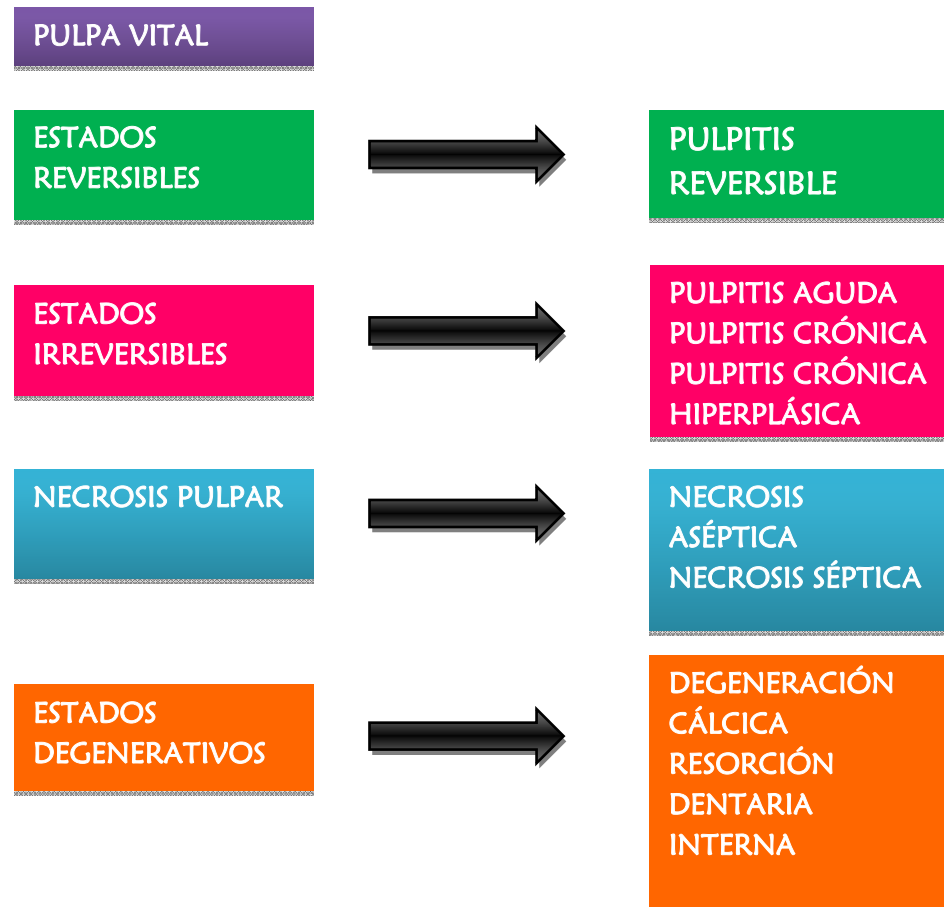 PULPA VITAL
ESTADOS
REVERSIBLES
PULPITIS
REVERSIBLE
ESTADOS
IRREVERSIBLES
PULPITIS AGUDA
PULPITIS CRÓNICA
PULPITIS CRÓNICA
HIPERPLÁSICA
NECROSIS PULPAR
NECROSIS
ASÉPTICA
NECROSIS SÉPTICA
ESTADOS
DEGENERATIVOS
DEGENERACIÓN
CÁLCICA
RESORCIÓN
DENTARIA
INTERNA